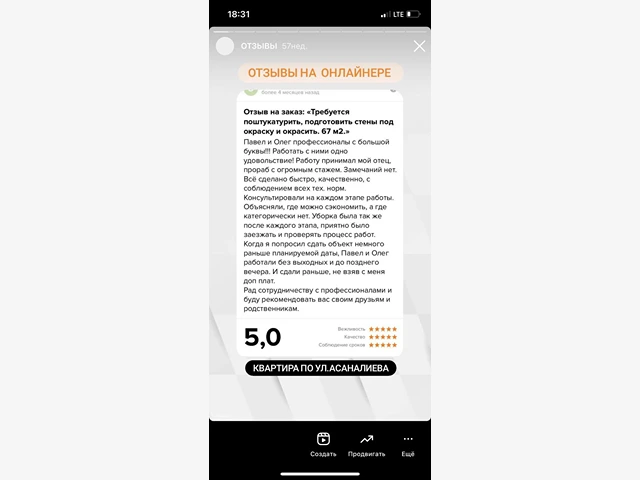 18:31
LTE
ОТЗЫВЫ 57нед.
ОТЗЫВЫ НА ОНЛАЙНЕРЕ
более 4 месяцев назад
Отзыв на заказ: «Требуется
поштукатурить, подготовить стены под
окраску и окрасить. 67 м2.»
Павел и Олег профессионалы с большой
буквы!!! Работать с ними одно
удовольствие! Работу принимал мой отец,
прораб с огромным стажем. Замечаний нет.
Всё сделано быстро, качественно, с
соблюдением всех тех. норм.
Консультировали на каждом этапе работы.
Объясняли, где можно сэкономить, а где
категорически нет. Уборка была так же
после каждого этапа, приятно было
заезжать и проверять процесс работ.
Когда я попросил сдать объект немного
раньше планируемой даты, Павел и Олег
работали без выходных и до позднего
вечера. И сдали раньше, не взяв с меня
доп плат.
Рад сотрудничеству с профессионалами и
буду рекомендовать вас своим друзьям и
родственникам.
5,0
Вежливость
Качество
Соблюдение сроков
КВАРТИРА ПО УЛ.АСАНАЛИЕВА
Создать
Продвигать
Ещё